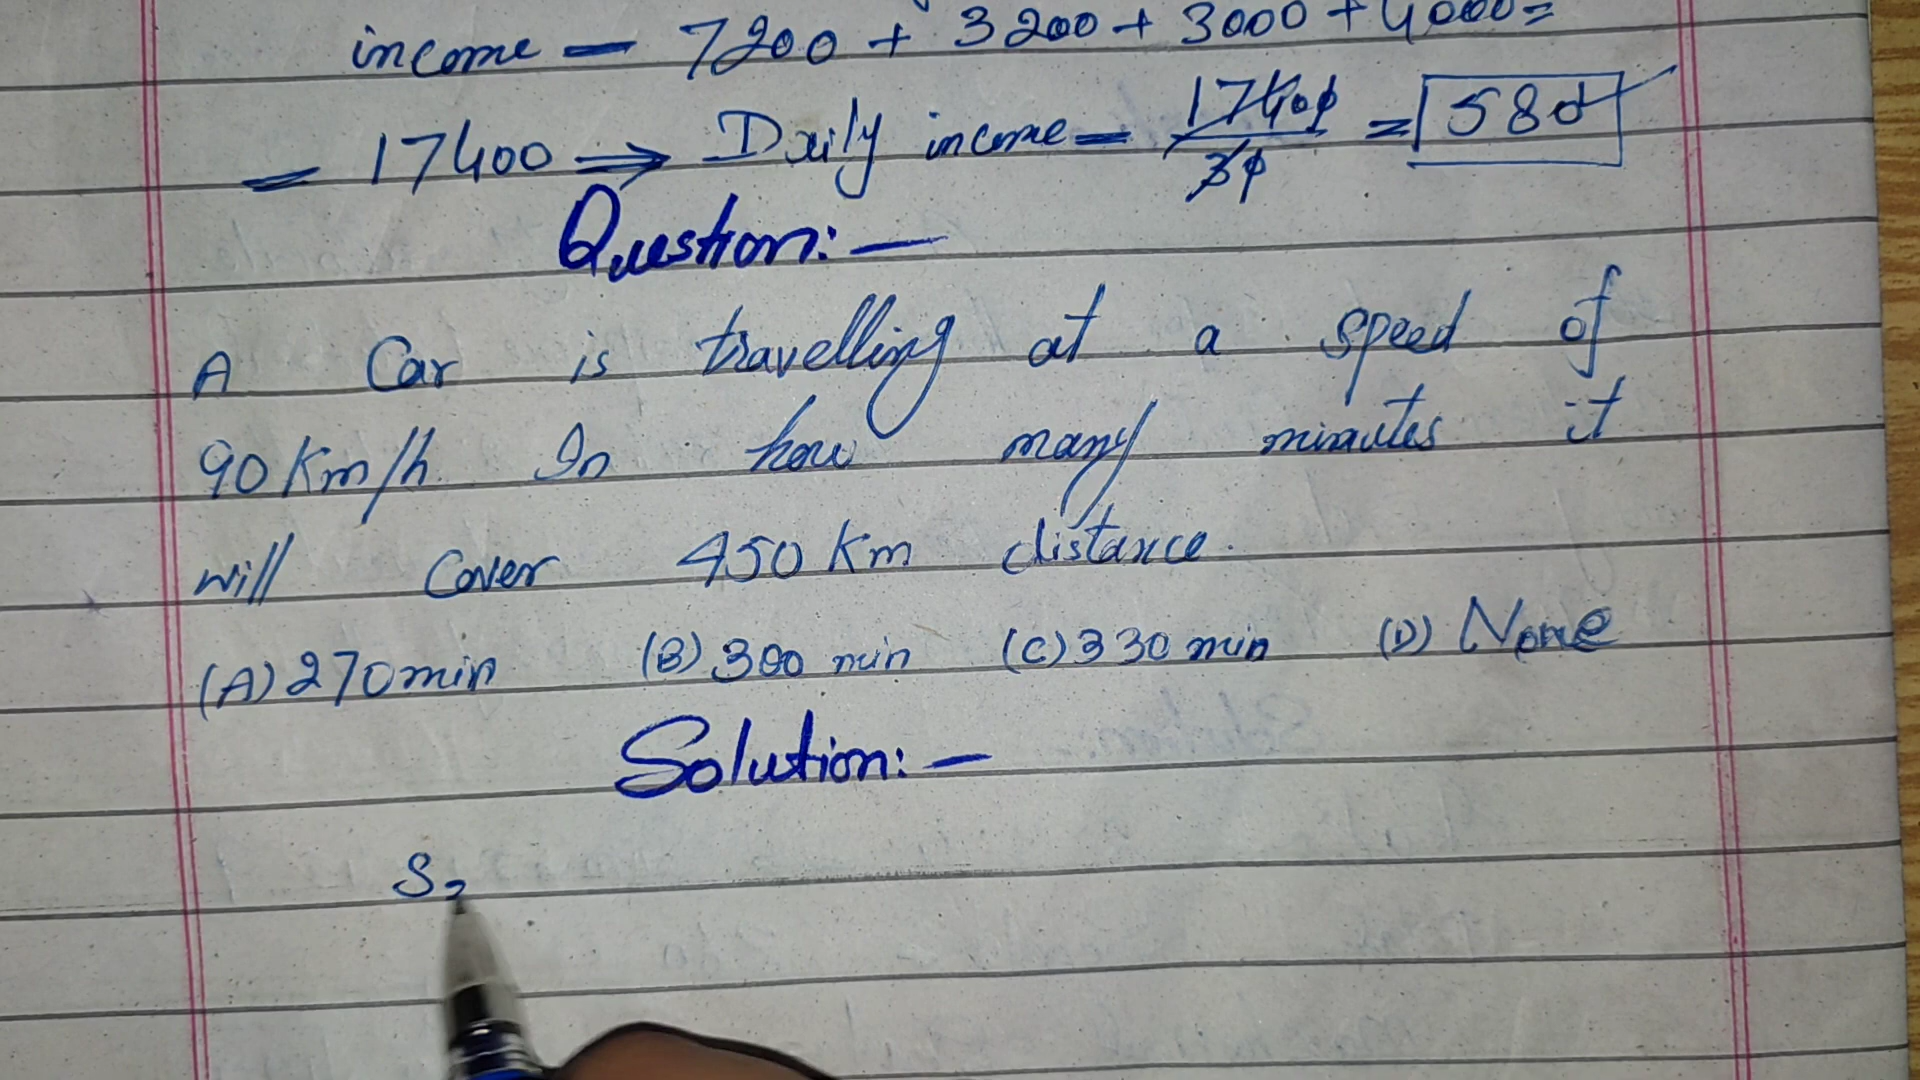 income — 7200 + 3200 + 3000 + 4000 =
= 17400 ⇒ Daily income = 17400/30 = 580
Question:—
A Car is travelling at a speed of
90 Km/h. In how many minutes it
will Cover 450 Km distance.
(A) 270 min (B) 300 min (C) 330 min (D) None
Solution:—
S